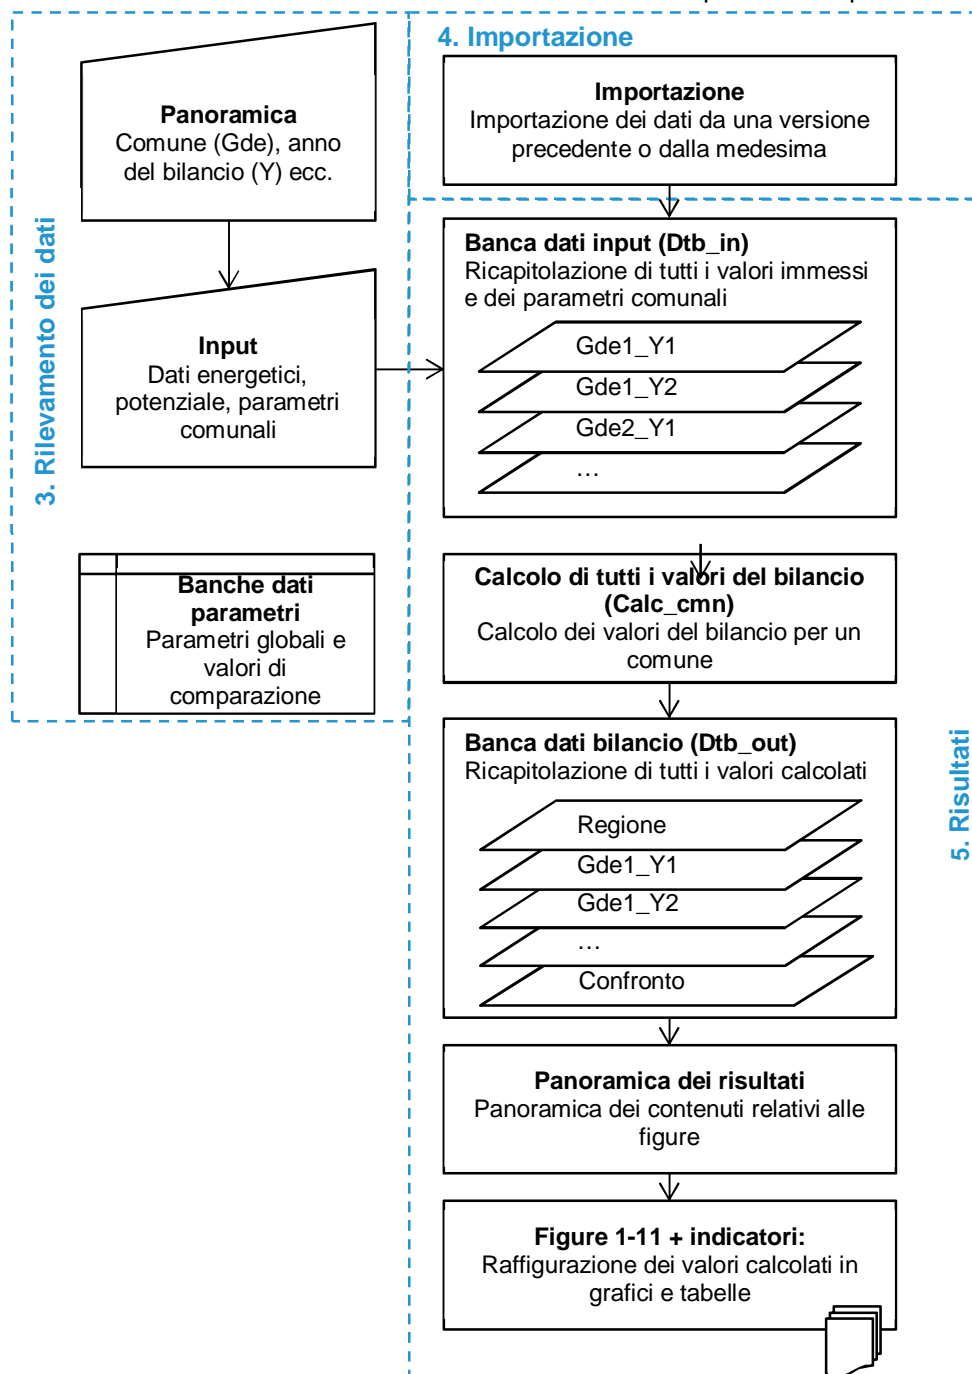 3. Rilevamento dei dati
Panoramica
Comune (Gde), anno
del bilancio (Y) ecc.
Input
Dati energetici,
potenziale, parametri
comunali
Banche dati
parametri
Parametri globali e
valori di
comparazione
4. Importazione
Importazione
Importazione dei dati da una versione
precedente o dalla medesima
Banca dati input (Dtb_in)
Ricapitolazione di tutti i valori immessi
e dei parametri comunali
Gde1_Y1
Gde1_Y2
Gde2_Y1
…
Calcolo di tutti i valori del bilancio
(Calc_cmn)
Calcolo dei valori del bilancio per un
comune
Banca dati bilancio (Dtb_out)
Ricapitolazione di tutti i valori calcolati
Regione
Gde1_Y1
Gde1_Y2
…
Confronto
5. Risultati
Panoramica dei risultati
Panoramica dei contenuti relativi alle
figure
Figure 1-11 + indicatori:
Raffigurazione dei valori calcolati in
grafici e tabelle